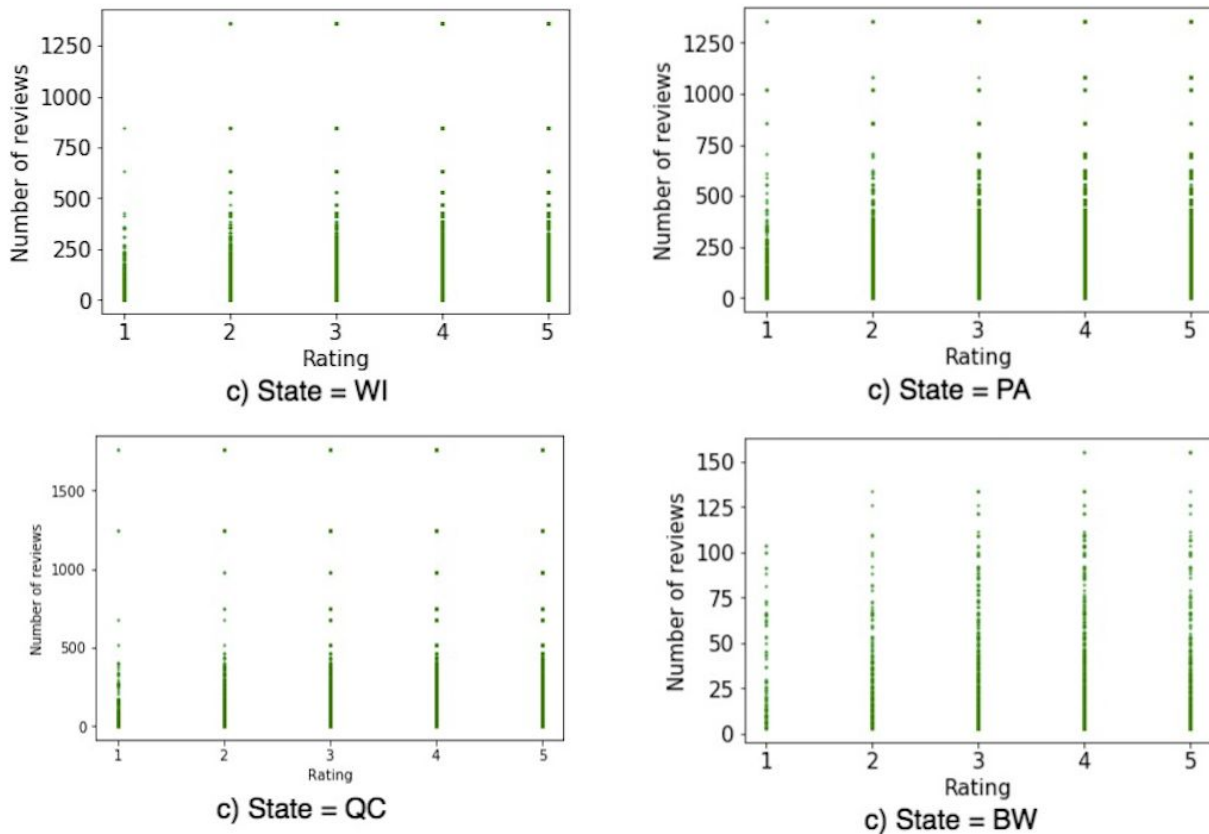 Number of reviews
1250
1000
750
500
250
0
1 2 3 4 5
Rating
c) State = WI
Number of reviews
1250
1000
750
500
250
0
1 2 3 4 5
Rating
c) State = PA
Number of reviews
1500
1000
500
0
1 2 3 4 5
Rating
c) State = QC
Number of reviews
150
125
100
75
50
25
0
1 2 3 4 5
Rating
c) State = BW